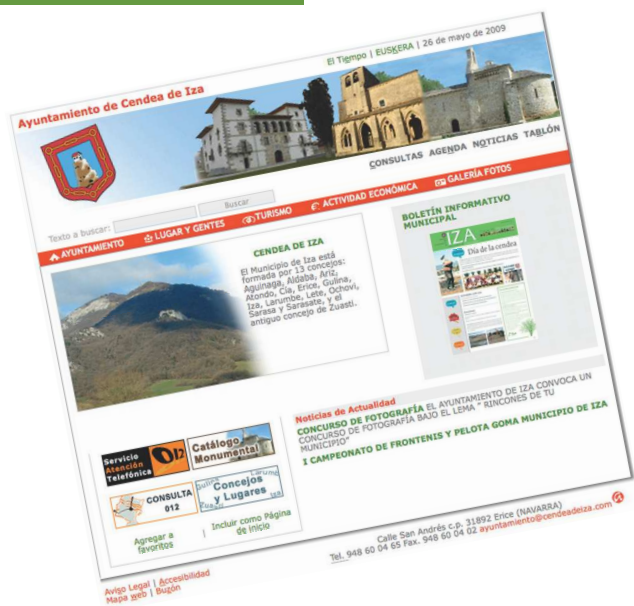 El Tiempo | EUSKERA | 26 de mayo de 2009
Ayuntamiento de Cendea de Iza
CONSULTAS AGENDA NOTICIAS TABLÓN
Texto a buscar:
Buscar
AYUNTAMIENTO
LUGAR Y GENTES
TURISMO
ACTIVIDAD ECONÓMICA
GALERÍA FOTOS
CENDEA DE IZA
El Municipio de Iza está
formada por 13 concejos:
Aguinaga, Aldaba, Ariz,
Atondo, Cía, Erice, Gulina,
Iza, Larumbe, Lete, Ochovi,
Sarasa y Sarasate, y el
antiguo concejo de Zuasti.
BOLETÍN INFORMATIVO
MUNICIPAL
IZA
Día de la cendea
Noticias de Actualidad
CONCURSO DE FOTOGRAFÍA EL AYUNTAMIENTO DE IZA CONVOCA UN
CONCURSO DE FOTOGRAFÍA BAJO EL LEMA " RINCONES DE TU
MUNICIPIO"
I CAMPEONATO DE FRONTENIS Y PELOTA GOMA MUNICIPIO DE IZA
Servicio
Atención
Telefónica
012
Catálogo
Monumental
CONSULTA
012
Gulina
Larumbe
Concejos
y Lugares
Zuasti
Iza
Agregar a
favoritos
|
Incluir como Página
de inicio
Calle San Andrés c.p. 31892 Erice (NAVARRA)
Tel. 948 60 04 65 Fax. 948 60 04 02 ayuntamiento@cendeadeiza.com
Aviso Legal | Accesibilidad
Mapa web | Buzón